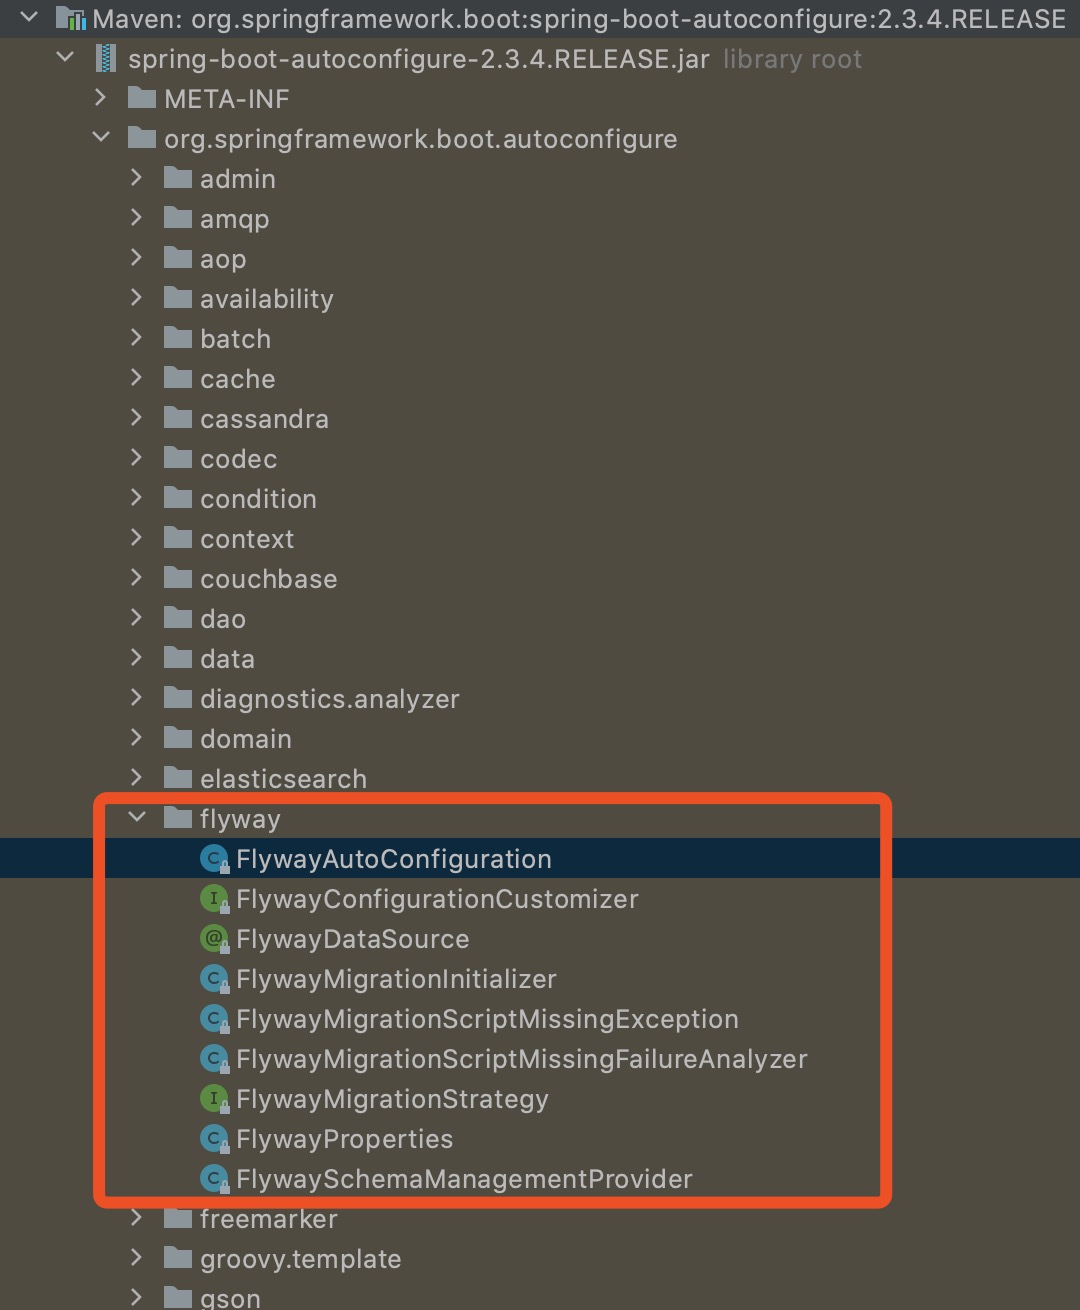 Maven: org.springframework.boot:spring-boot-autoconfigure:2.3.4.RELEASE
spring-boot-autoconfigure-2.3.4.RELEASE.jar library root
META-INF
org.springframework.boot.autoconfigure
admin
amqp
aop
availability
batch
cache
cassandra
codec
condition
context
couchbase
dao
data
diagnostics.analyzer
domain
elasticsearch
flyway
C FlywayAutoConfiguration
I FlywayConfigurationCustomizer
@ FlywayDataSource
C FlywayMigrationInitializer
C FlywayMigrationScriptMissingException
C FlywayMigrationScriptMissingFailureAnalyzer
I FlywayMigrationStrategy
C FlywayProperties
C FlywaySchemaManagementProvider
freemarker
groovy.template
gson